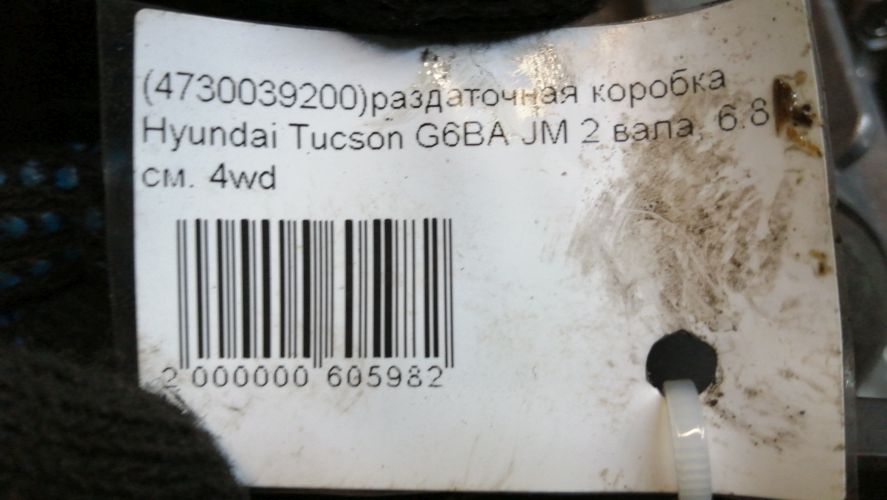 (4730039200)раздаточная коробка
Hyundai Tucson G6BA JM 2 вала, 6.8
см. 4wd
2 000000 605982